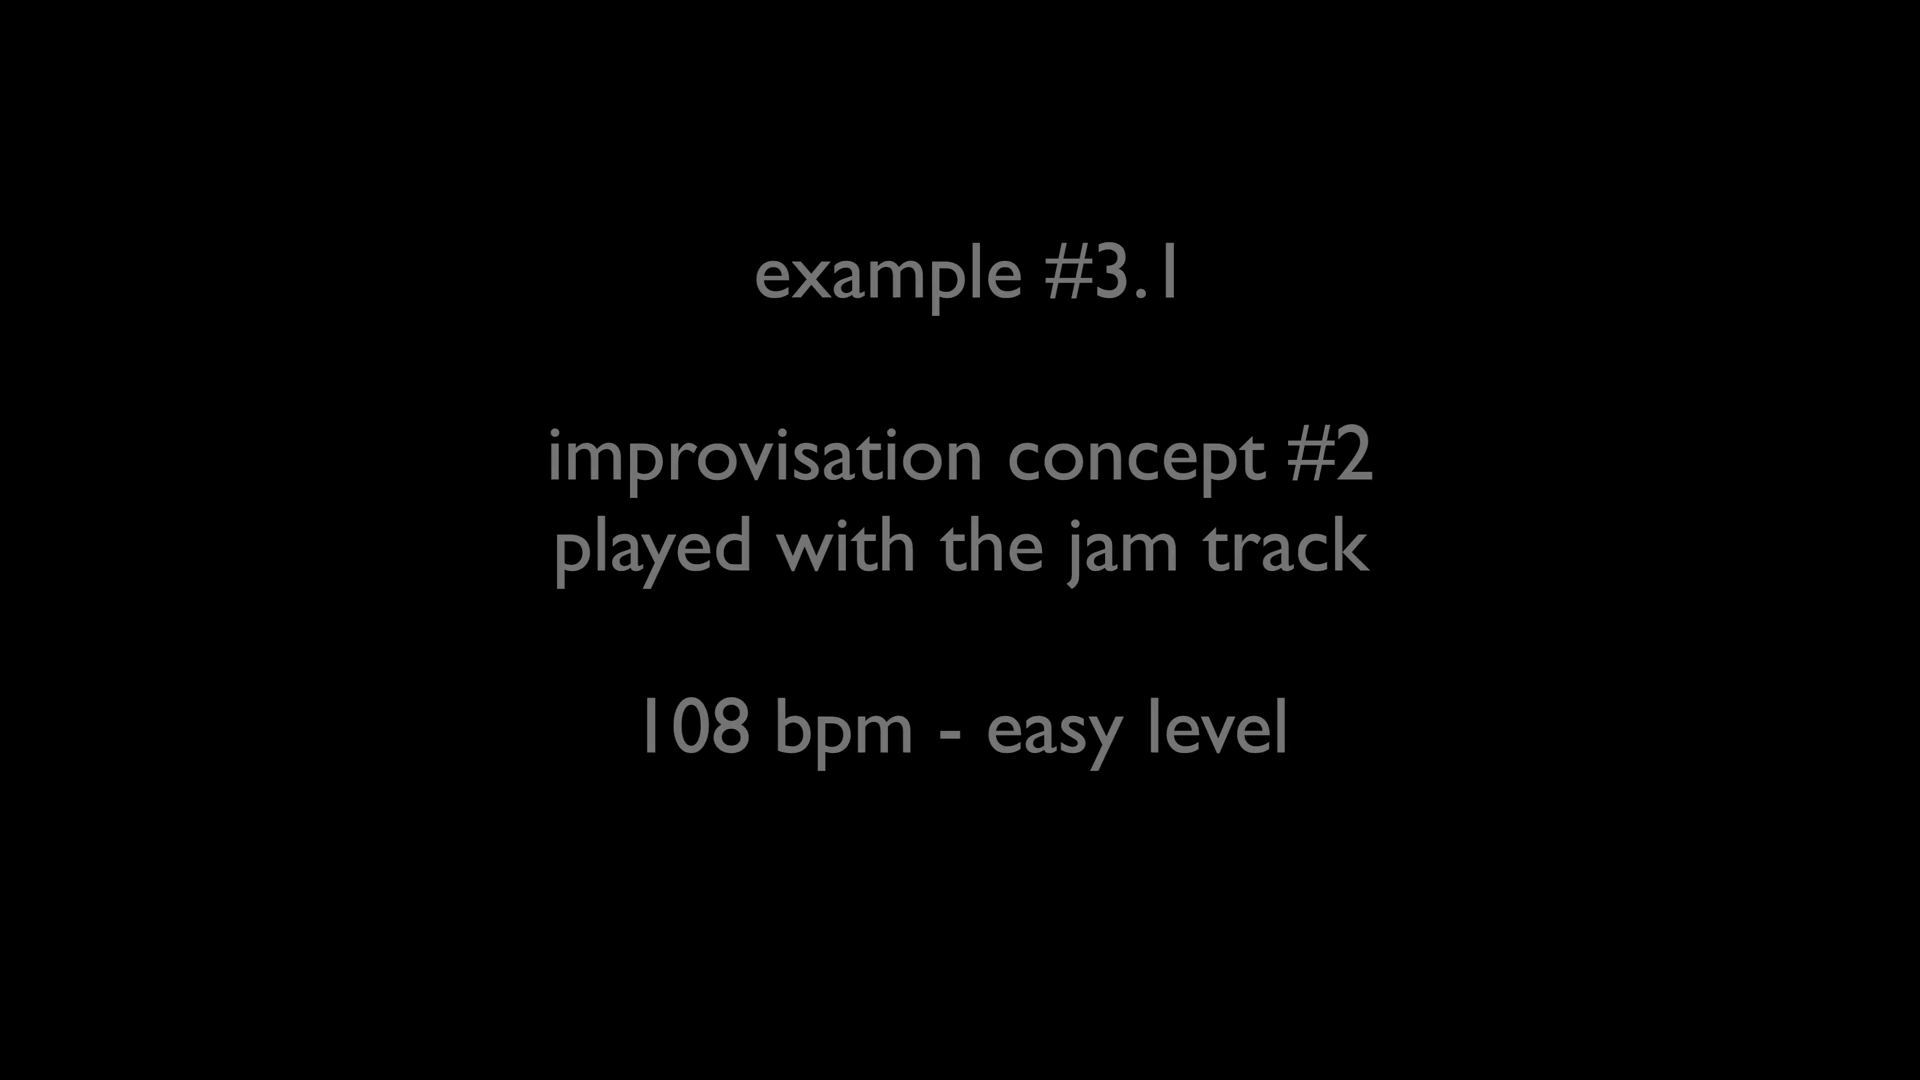 example #3.1
improvisation concept #2
played with the jam track
108 bpm - easy level